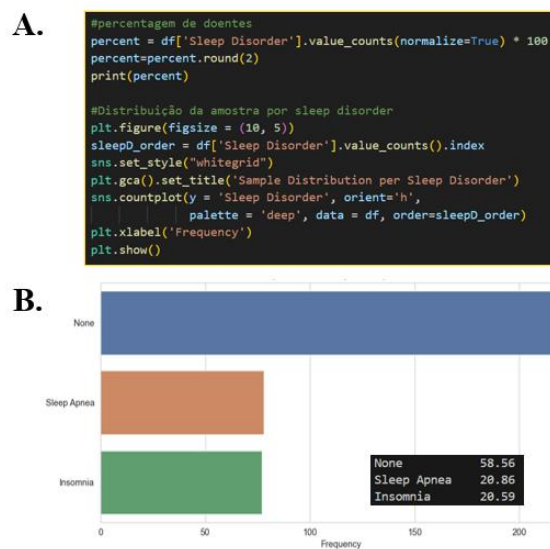 A.
#percentagem de doentes
percent = df['Sleep Disorder'].value_counts(normalize=True) * 100
percent=percent.round(2)
print(percent)
#Distribuição da amostra por sleep disorder
plt.figure(figsize = (10, 5))
sleepD_order = df['Sleep Disorder'].value_counts().index
sns.set_style("whitegrid")
plt.gca().set_title('Sample Distribution per Sleep Disorder')
sns.countplot(y = 'Sleep Disorder', orient='h',
palette = 'deep', data = df, order=sleepD_order)
plt.xlabel('Frequency')
plt.show()
B.
None
Sleep Apnea
Insomnia
None 58.56
Sleep Apnea 20.86
Insomnia 20.59
0 50 100 150 200
Frequency